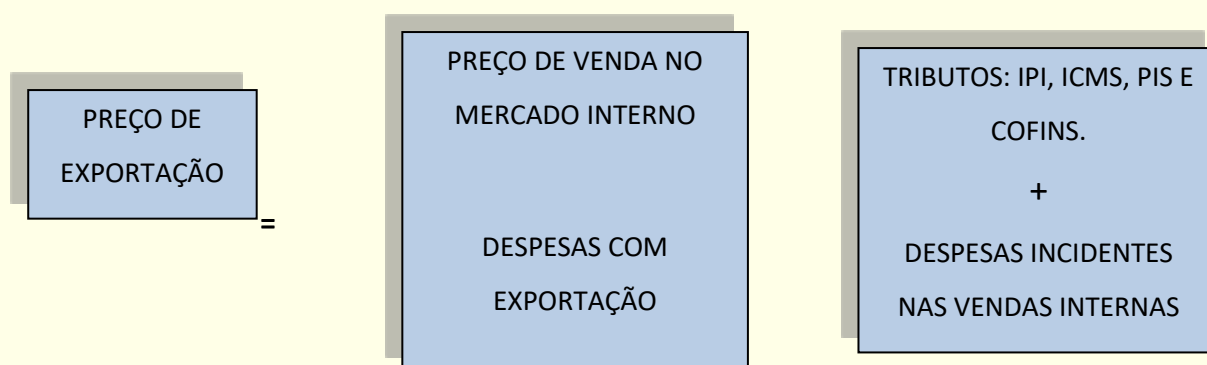 PREÇO DE
EXPORTAÇÃO
=
PREÇO DE VENDA NO
MERCADO INTERNO
DESPESAS COM
EXPORTAÇÃO
TRIBUTOS: IPI, ICMS, PIS E
COFINS.
+
DESPESAS INCIDENTES
NAS VENDAS INTERNAS